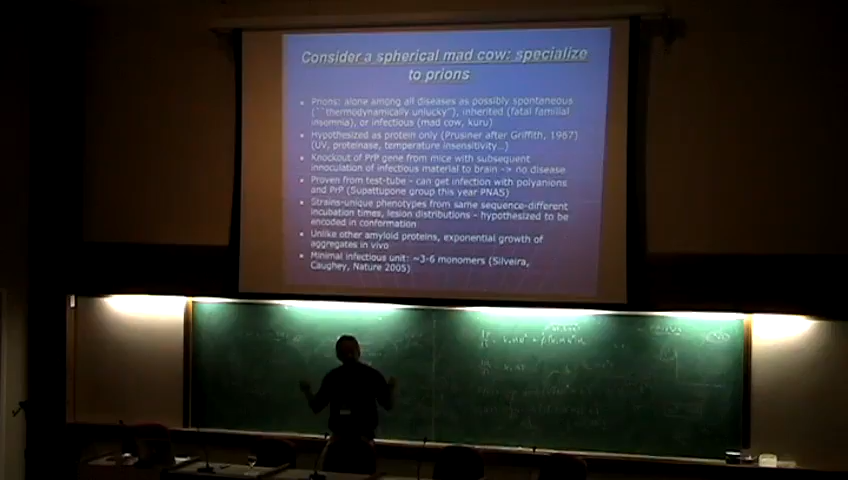 Consider a spherical mad cow: specialize
to prions
• Prions: alone among all diseases as possibly spontaneous
(``thermodynamically unlucky"), inherited (fatal familial
insomnia), or infectious (mad cow, kuru)
• Hypothesized as protein only (Prusiner after Griffith, 1967)
(UV, proteinase, temperature insensitivity…)
• Knockout of PrP gene from mice with subsequent
innoculation of infectious material to brain -> no disease
• Proven from test-tube - can get infection with polyanions
and PrP (Supattupone group this year PNAS)
• Strains-unique phenotypes from same sequence-different
incubation times, lesion distributions - hypothesized to be
encoded in conformation
• Unlike other amyloid proteins, exponential growth of
aggregates in vivo
• Minimal infectious unit: ~3-6 monomers (Silveira,
Caughey, Nature 2005)